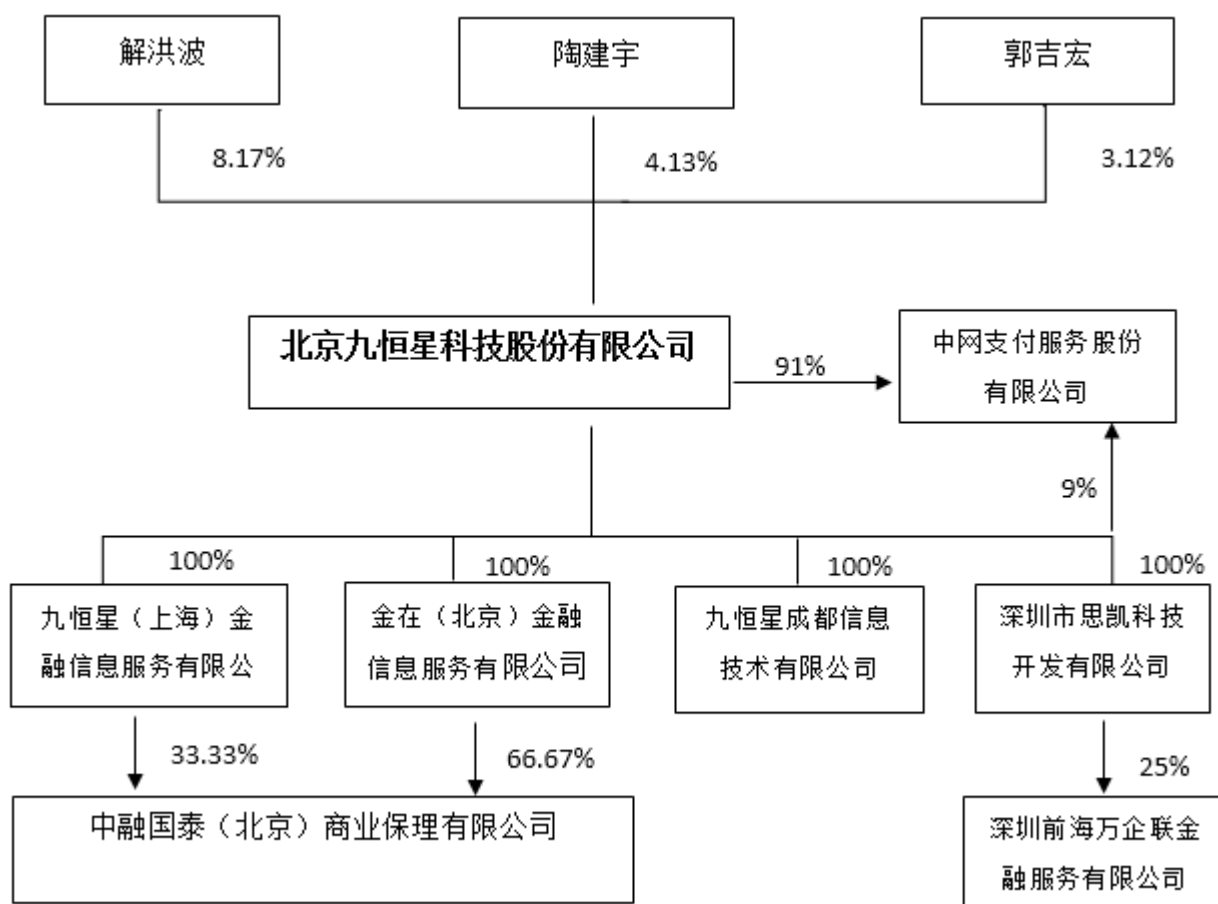 解洪波
陶建宇
郭吉宏
8.17%
4.13%
3.12%
北京九恒星科技股份有限公司
91%
中网支付服务股份
有限公司
9%
100%
100%
100%
100%
九恒星（上海）金
融信息服务有限公
金在（北京）金融
信息服务有限公司
九恒星成都信息
技术有限公司
深圳市思凯科技
开发有限公司
33.33%
66.67%
25%
中融国泰（北京）商业保理有限公司
深圳前海万企联金
融服务有限公司